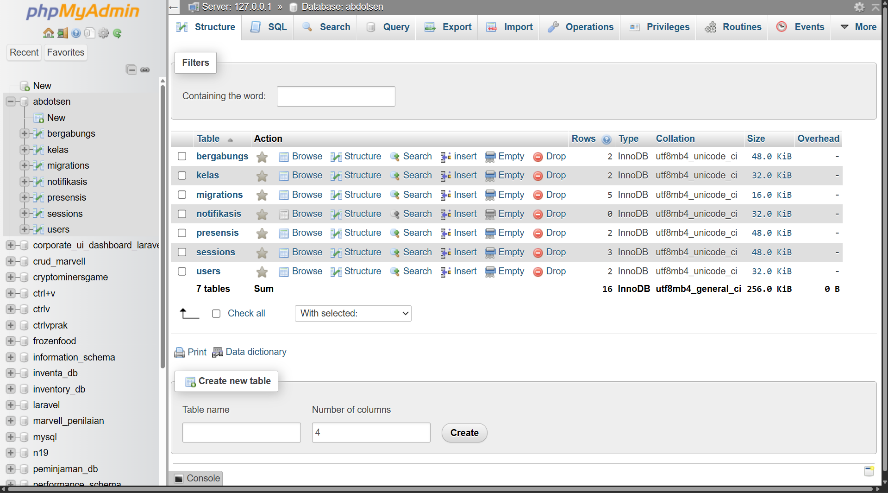 phpMyAdmin
Recent Favorites
New
abdotsen
New
bergabungs
kelas
migrations
notifikasis
presensis
sessions
users
corporate_ui_dashboard_larave
crud_marvell
cryptominersgame
ctrl+v
ctrlv
ctrlvprak
frozenfood
information_schema
inventa_db
inventory_db
laravel
marvell_penilaian
mysql
n19
peminjaman_db
performance_schema
Server: 127.0.0.1 » Database: abdotsen
Structure SQL Search Query Export Import Operations Privileges Routines Events More
Filters
Containing the word:
Table Action Rows Type Collation Size Overhead
bergabungs Browse Structure Search Insert Empty Drop 2 InnoDB utf8mb4_unicode_ci 48.0 KiB -
kelas Browse Structure Search Insert Empty Drop 2 InnoDB utf8mb4_unicode_ci 32.0 KiB -
migrations Browse Structure Search Insert Empty Drop 5 InnoDB utf8mb4_unicode_ci 16.0 KiB -
notifikasis Browse Structure Search Insert Empty Drop 0 InnoDB utf8mb4_unicode_ci 32.0 KiB -
presensis Browse Structure Search Insert Empty Drop 2 InnoDB utf8mb4_unicode_ci 48.0 KiB -
sessions Browse Structure Search Insert Empty Drop 3 InnoDB utf8mb4_unicode_ci 48.0 KiB -
users Browse Structure Search Insert Empty Drop 2 InnoDB utf8mb4_unicode_ci 32.0 KiB -
7 tables Sum 16 InnoDB utf8mb4_general_ci 256.0 KiB 0 B
Check all With selected:
Print Data dictionary
Create new table
Table name Number of columns
4 Create
Console